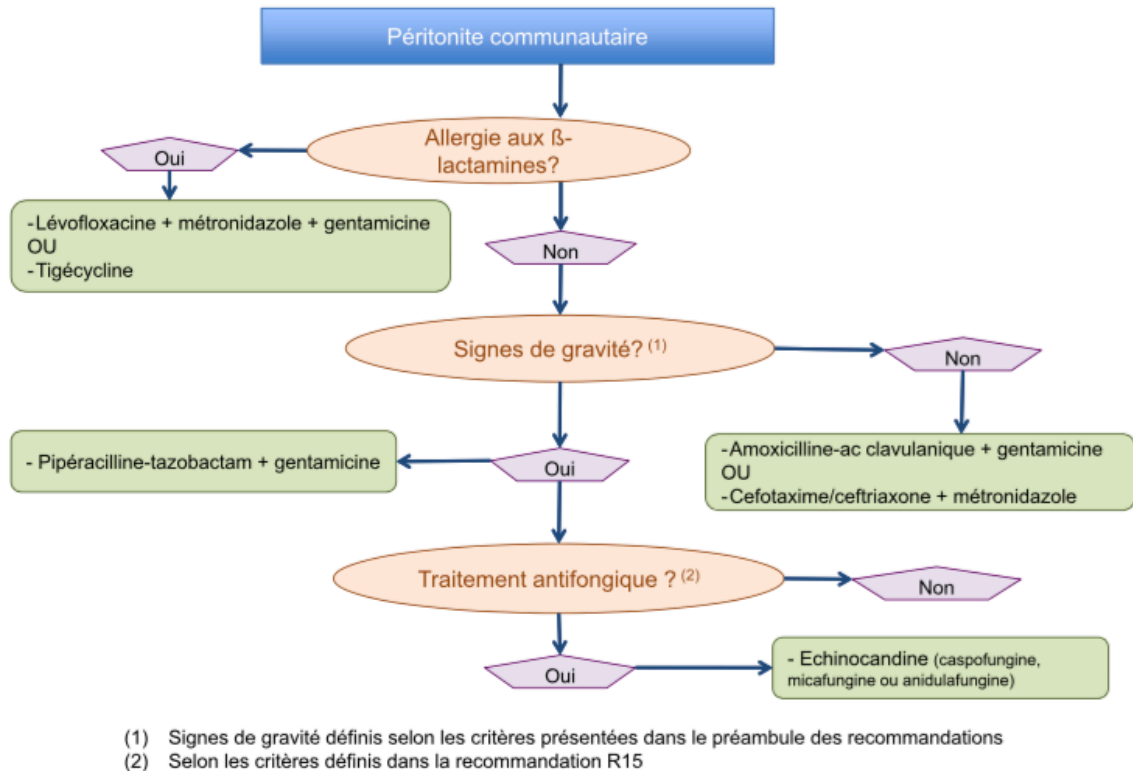 Péritonite communautaire
Allergie aux ß-
lactamines?
Oui
-Lévofloxacine + métronidazole + gentamicine
OU
-Tigécycline
Non
Signes de gravité? (1)
Non
- Pipéracilline-tazobactam + gentamicine
Oui
-Amoxicilline-ac clavulanique + gentamicine
OU
-Cefotaxime/ceftriaxone + métronidazole
Traitement antifongique ? (2)
Non
Oui
- Echinocandine (caspofungine,
micafungine ou anidulafungine)
(1) Signes de gravité définis selon les critères présentées dans le préambule des recommandations
(2) Selon les critères définis dans la recommandation R15